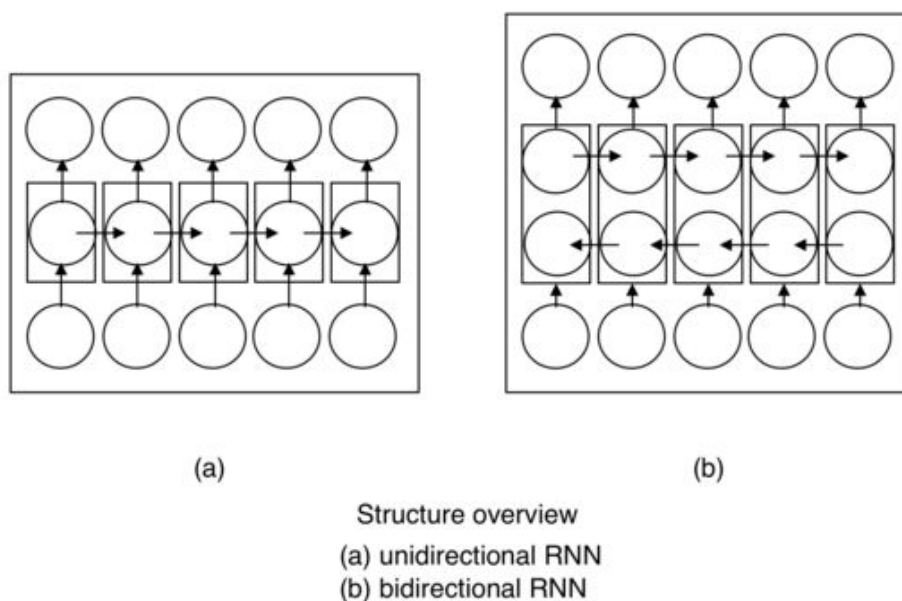 (a)
(b)
Structure overview
(a) unidirectional RNN
(b) bidirectional RNN